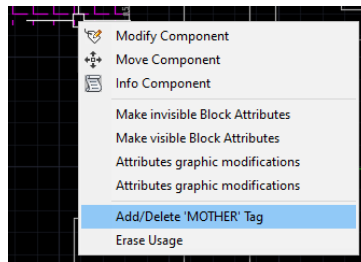 Modify Component
Move Component
Info Component
Make invisible Block Attributes
Make visible Block Attributes
Attributes graphic modifications
Attributes graphic modifications
Add/Delete 'MOTHER' Tag
Erase Usage